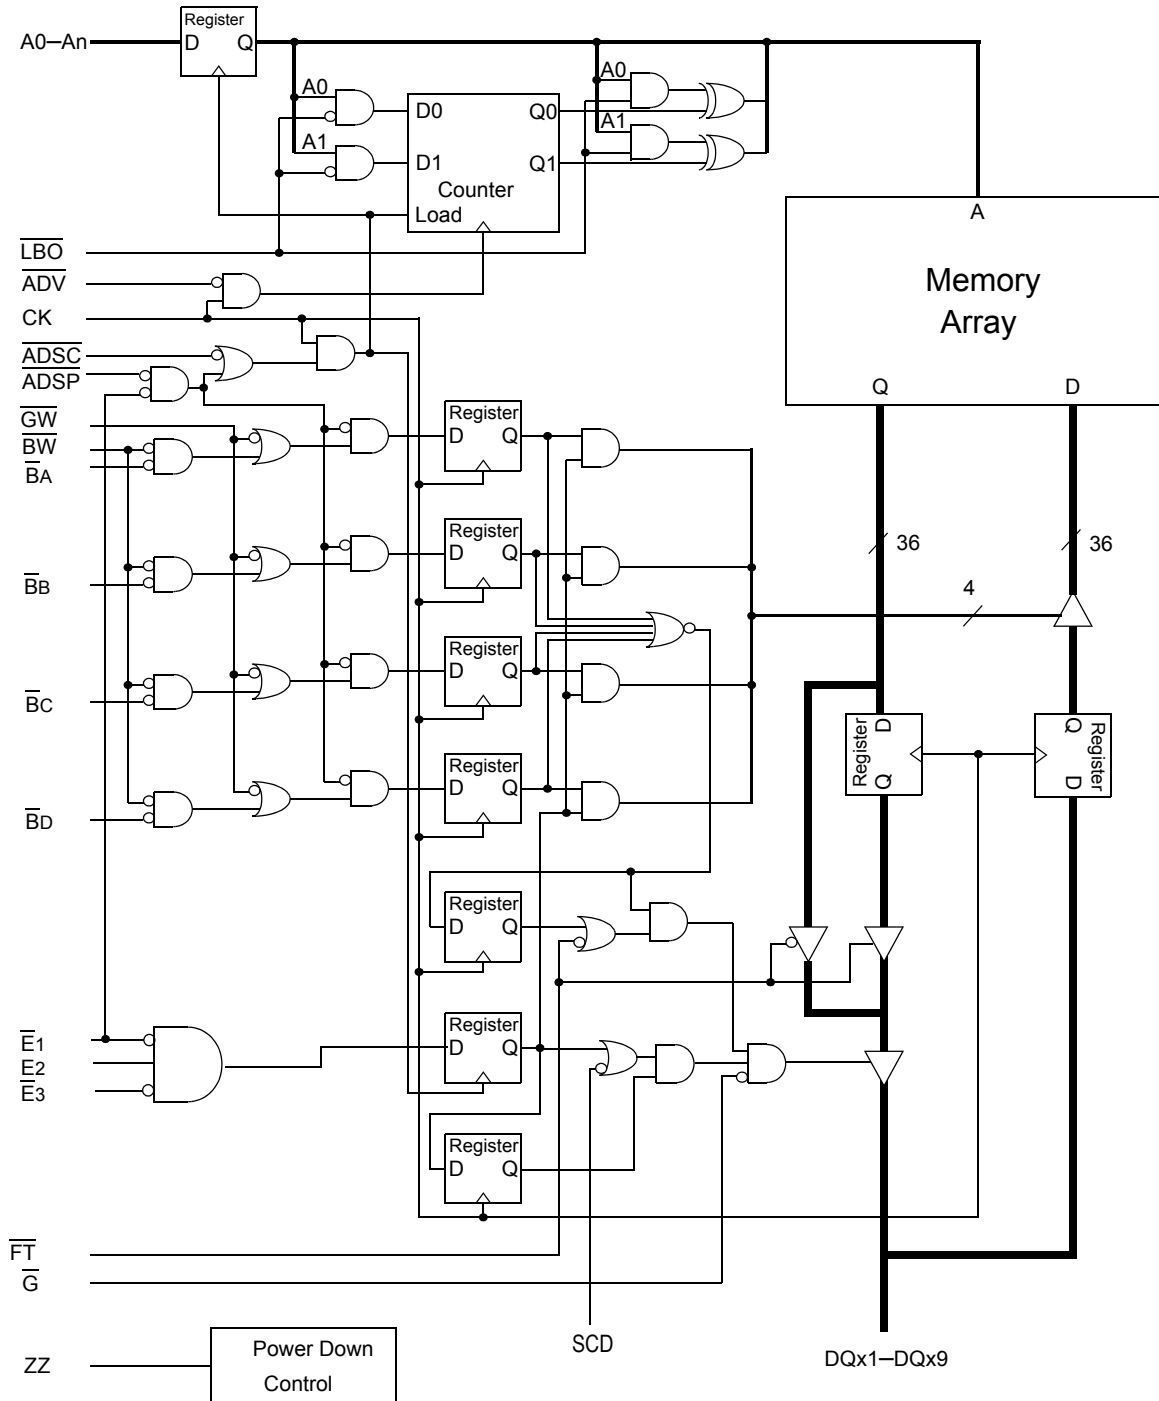 Register
A0–An
D Q
A0
A0
D0
Q0
A1
A1
D1
Q1
Counter
Load
A
LBO
ADV
Memory
CK
Array
ADSC
ADSP
Q D
GW
Register
BW
D Q
BA
Register
36
36
D Q
BB
4
Register
D Q
BC
D
Q
Register
Register
Register
Q
D
D Q
BD
Register
D Q
Register
E1
D Q
E2
E3
Register
D Q
FT
G
SCD
Power Down
DQx1–DQx9
ZZ
Control